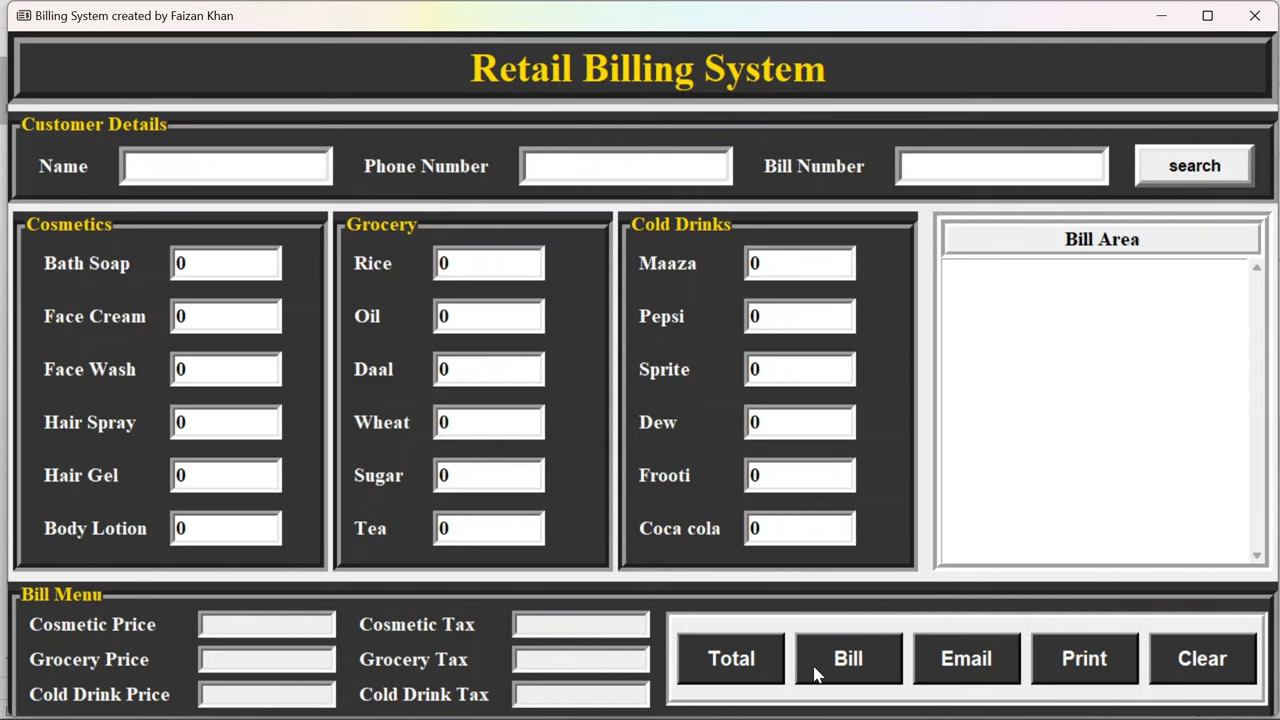 Billing System created by Faizan Khan
Retail Billing System
Customer Details
Name Phone Number Bill Number search
Cosmetics Grocery Cold Drinks
Bill Area
Bath Soap 0 Rice 0 Maaza 0
Face Cream 0 Oil 0 Pepsi 0
Face Wash 0 Daal 0 Sprite 0
Hair Spray 0 Wheat 0 Dew 0
Hair Gel 0 Sugar 0 Frooti 0
Body Lotion 0 Tea 0 Coca cola 0
Bill Menu
Cosmetic Price Cosmetic Tax
Grocery Price Grocery Tax
Total Bill Email Print Clear
Cold Drink Price Cold Drink Tax